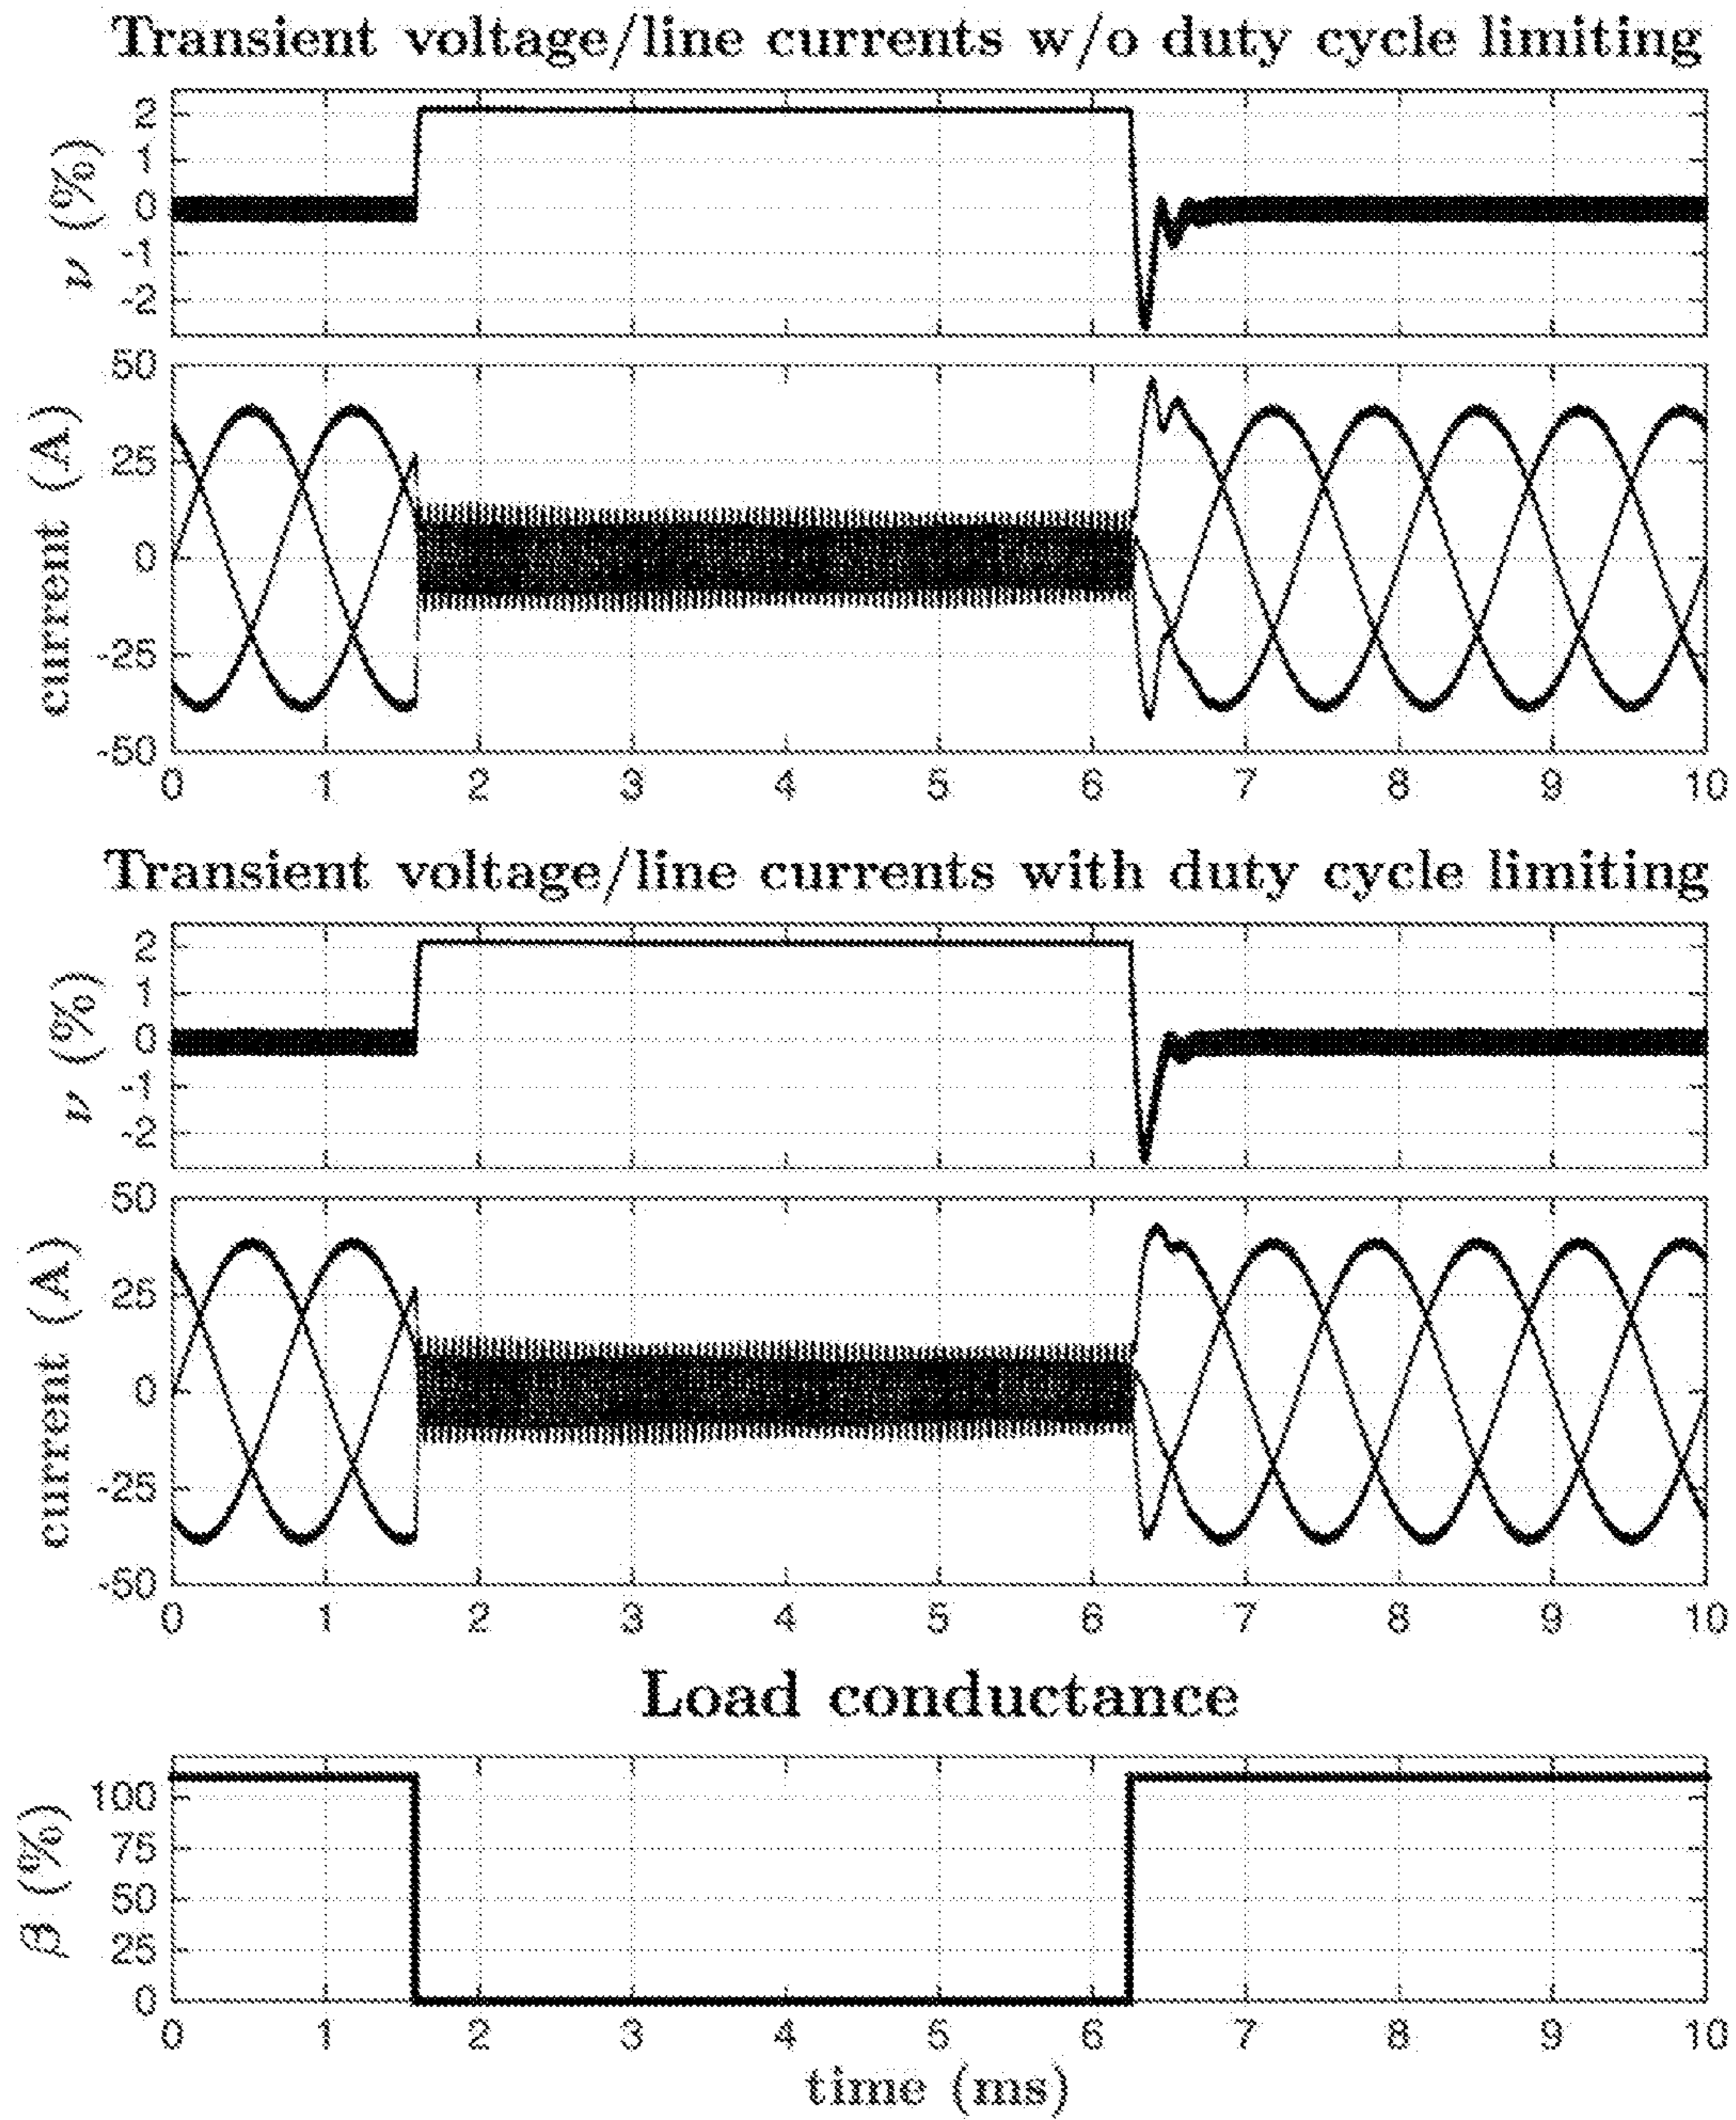 Transient voltage/line currents w/o duty cycle limiting
ν (%)
2
1
0
-1
-2
current (A)
50
25
0
-25
-50
0 1 2 3 4 5 6 7 8 9 10
Transient voltage/line currents with duty cycle limiting
ν (%)
2
1
0
-1
-2
current (A)
50
25
0
-25
-50
0 1 2 3 4 5 6 7 8 9 10
Load conductance
β (%)
100
75
50
25
0
0 1 2 3 4 5 6 7 8 9 10
time (ms)